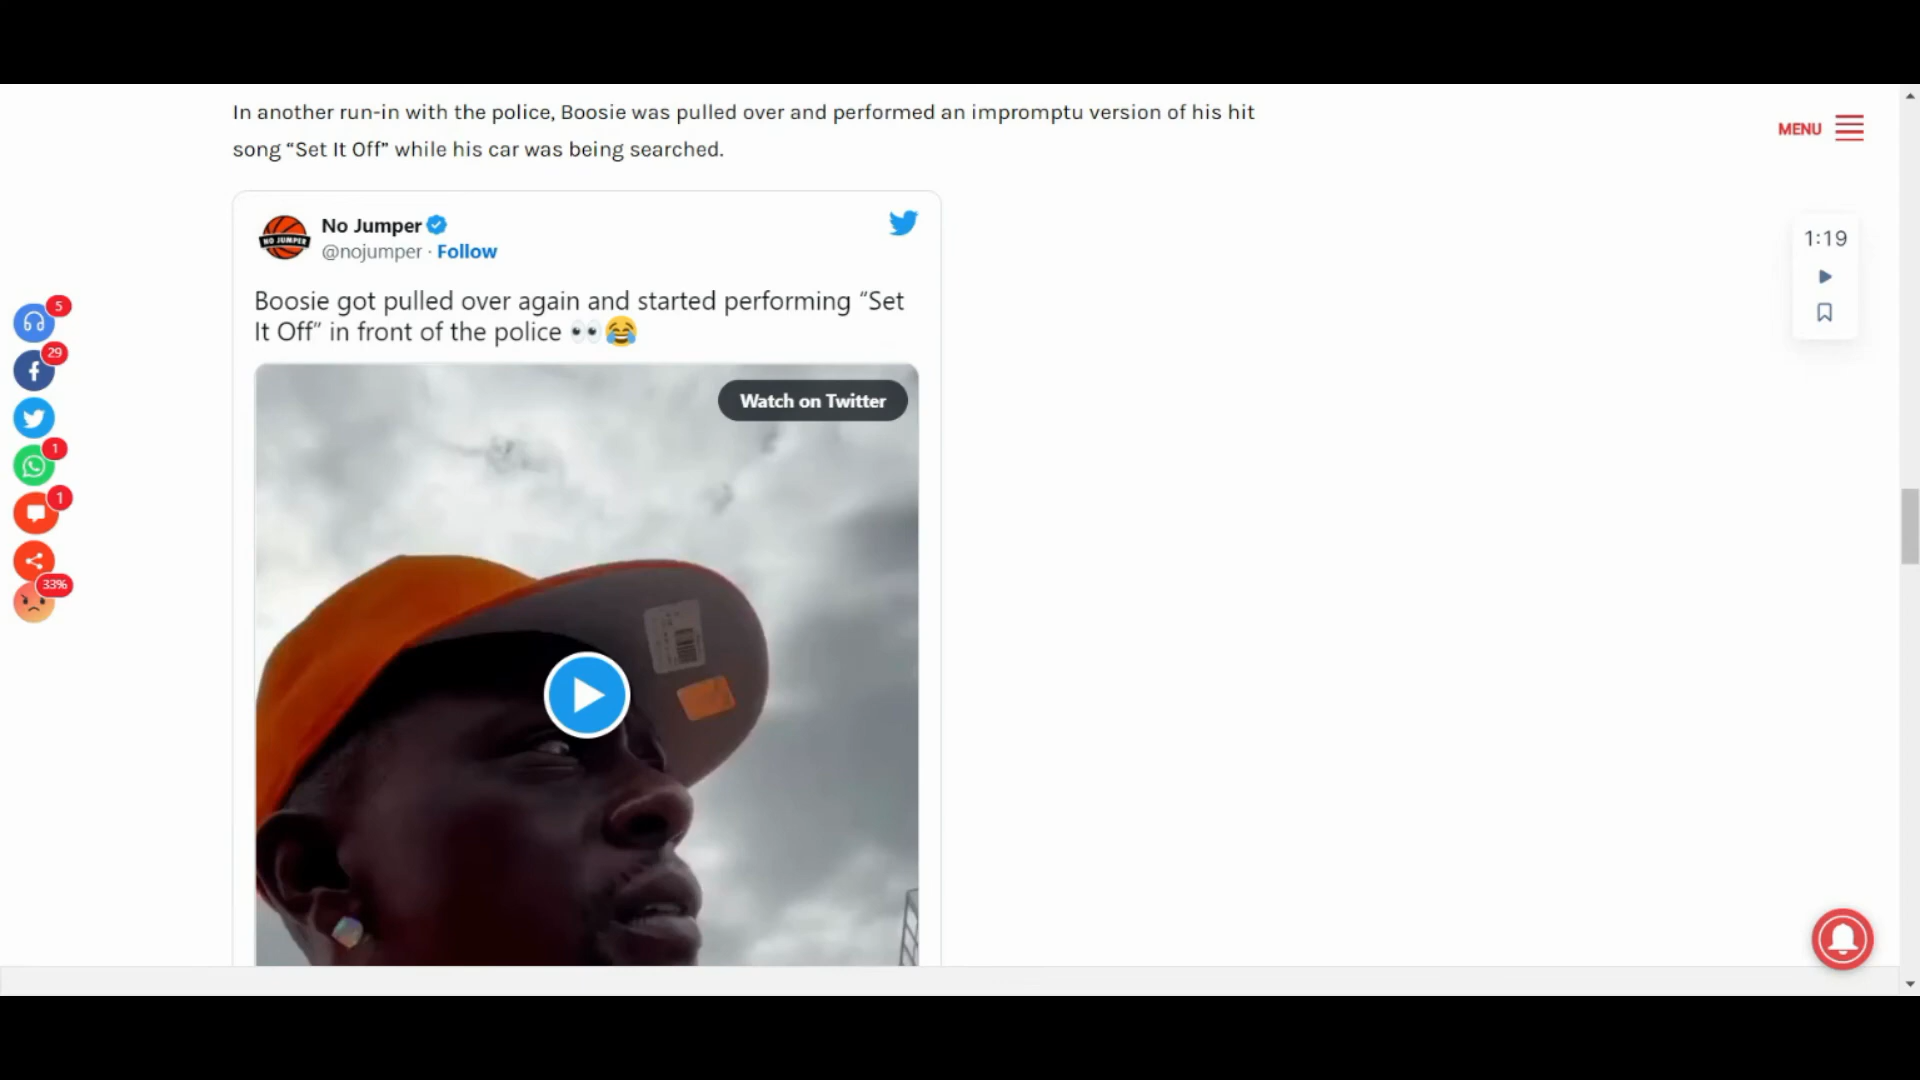 In another run-in with the police, Boosie was pulled over and performed an impromptu version of his hit
song “Set It Off” while his car was being searched.
MENU
No Jumper
@nojumper · Follow
NO JUMPER
Boosie got pulled over again and started performing “Set
It Off” in front of the police 👀😂
Watch on Twitter
1:19
5
29
1
1
33%